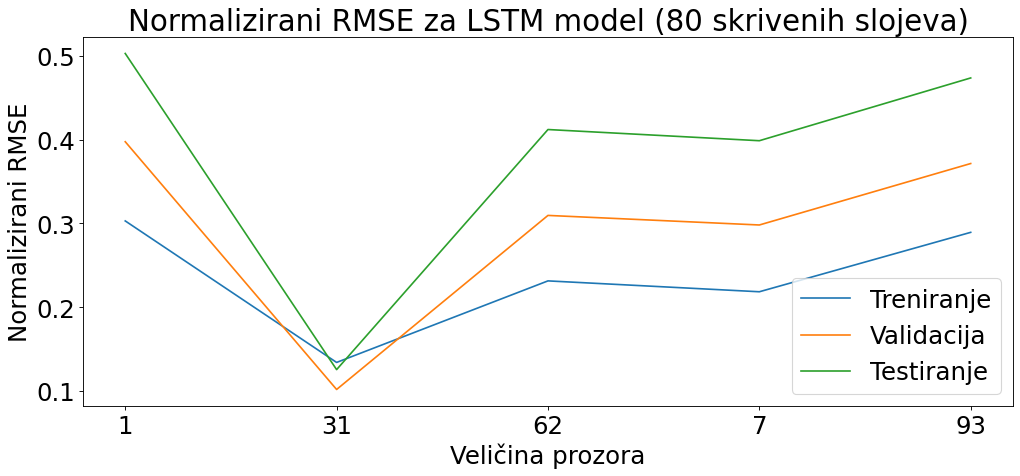 Normalizirani RMSE za LSTM model (80 skrivenih slojeva)
Normalizirani RMSE
0.5
0.4
0.3
0.2
0.1
Treniranje
Validacija
Testiranje
1 31 62 7 93
Veličina prozora